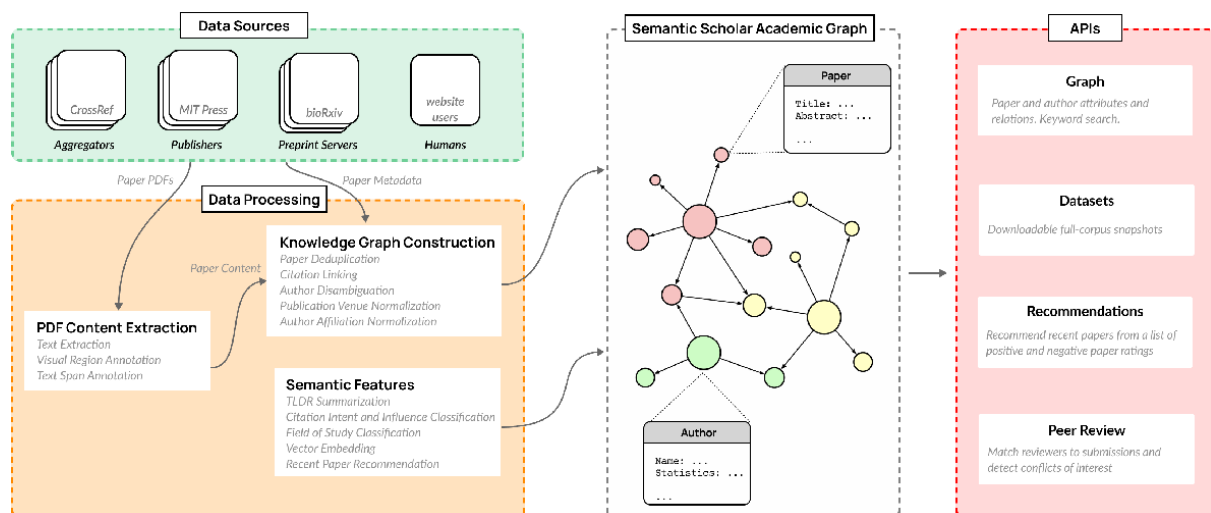 Data Sources
CrossRef
MIT Press
bioRxiv
website
users
Aggregators
Publishers
Preprint Servers
Humans
Paper PDFs
Paper Metadata
Data Processing
Knowledge Graph Construction
Paper Deduplication
Citation Linking
Author Disambiguation
Publication Venue Normalization
Author Affiliation Normalization
Paper Content
PDF Content Extraction
Text Extraction
Visual Region Annotation
Text Span Annotation
Semantic Features
TLDR Summarization
Citation Intent and Influence Classification
Field of Study Classification
Vector Embedding
Recent Paper Recommendation
Semantic Scholar Academic Graph
Paper
Title: ...
Abstract: ...
...
Author
Name: ...
Statistics: ...
...
APIs
Graph
Paper and author attributes and
relations. Keyword search.
Datasets
Downloadable full-corpus snapshots
Recommendations
Recommend recent papers from a list of
positive and negative paper ratings
Peer Review
Match reviewers to submissions and
detect conflicts of interest